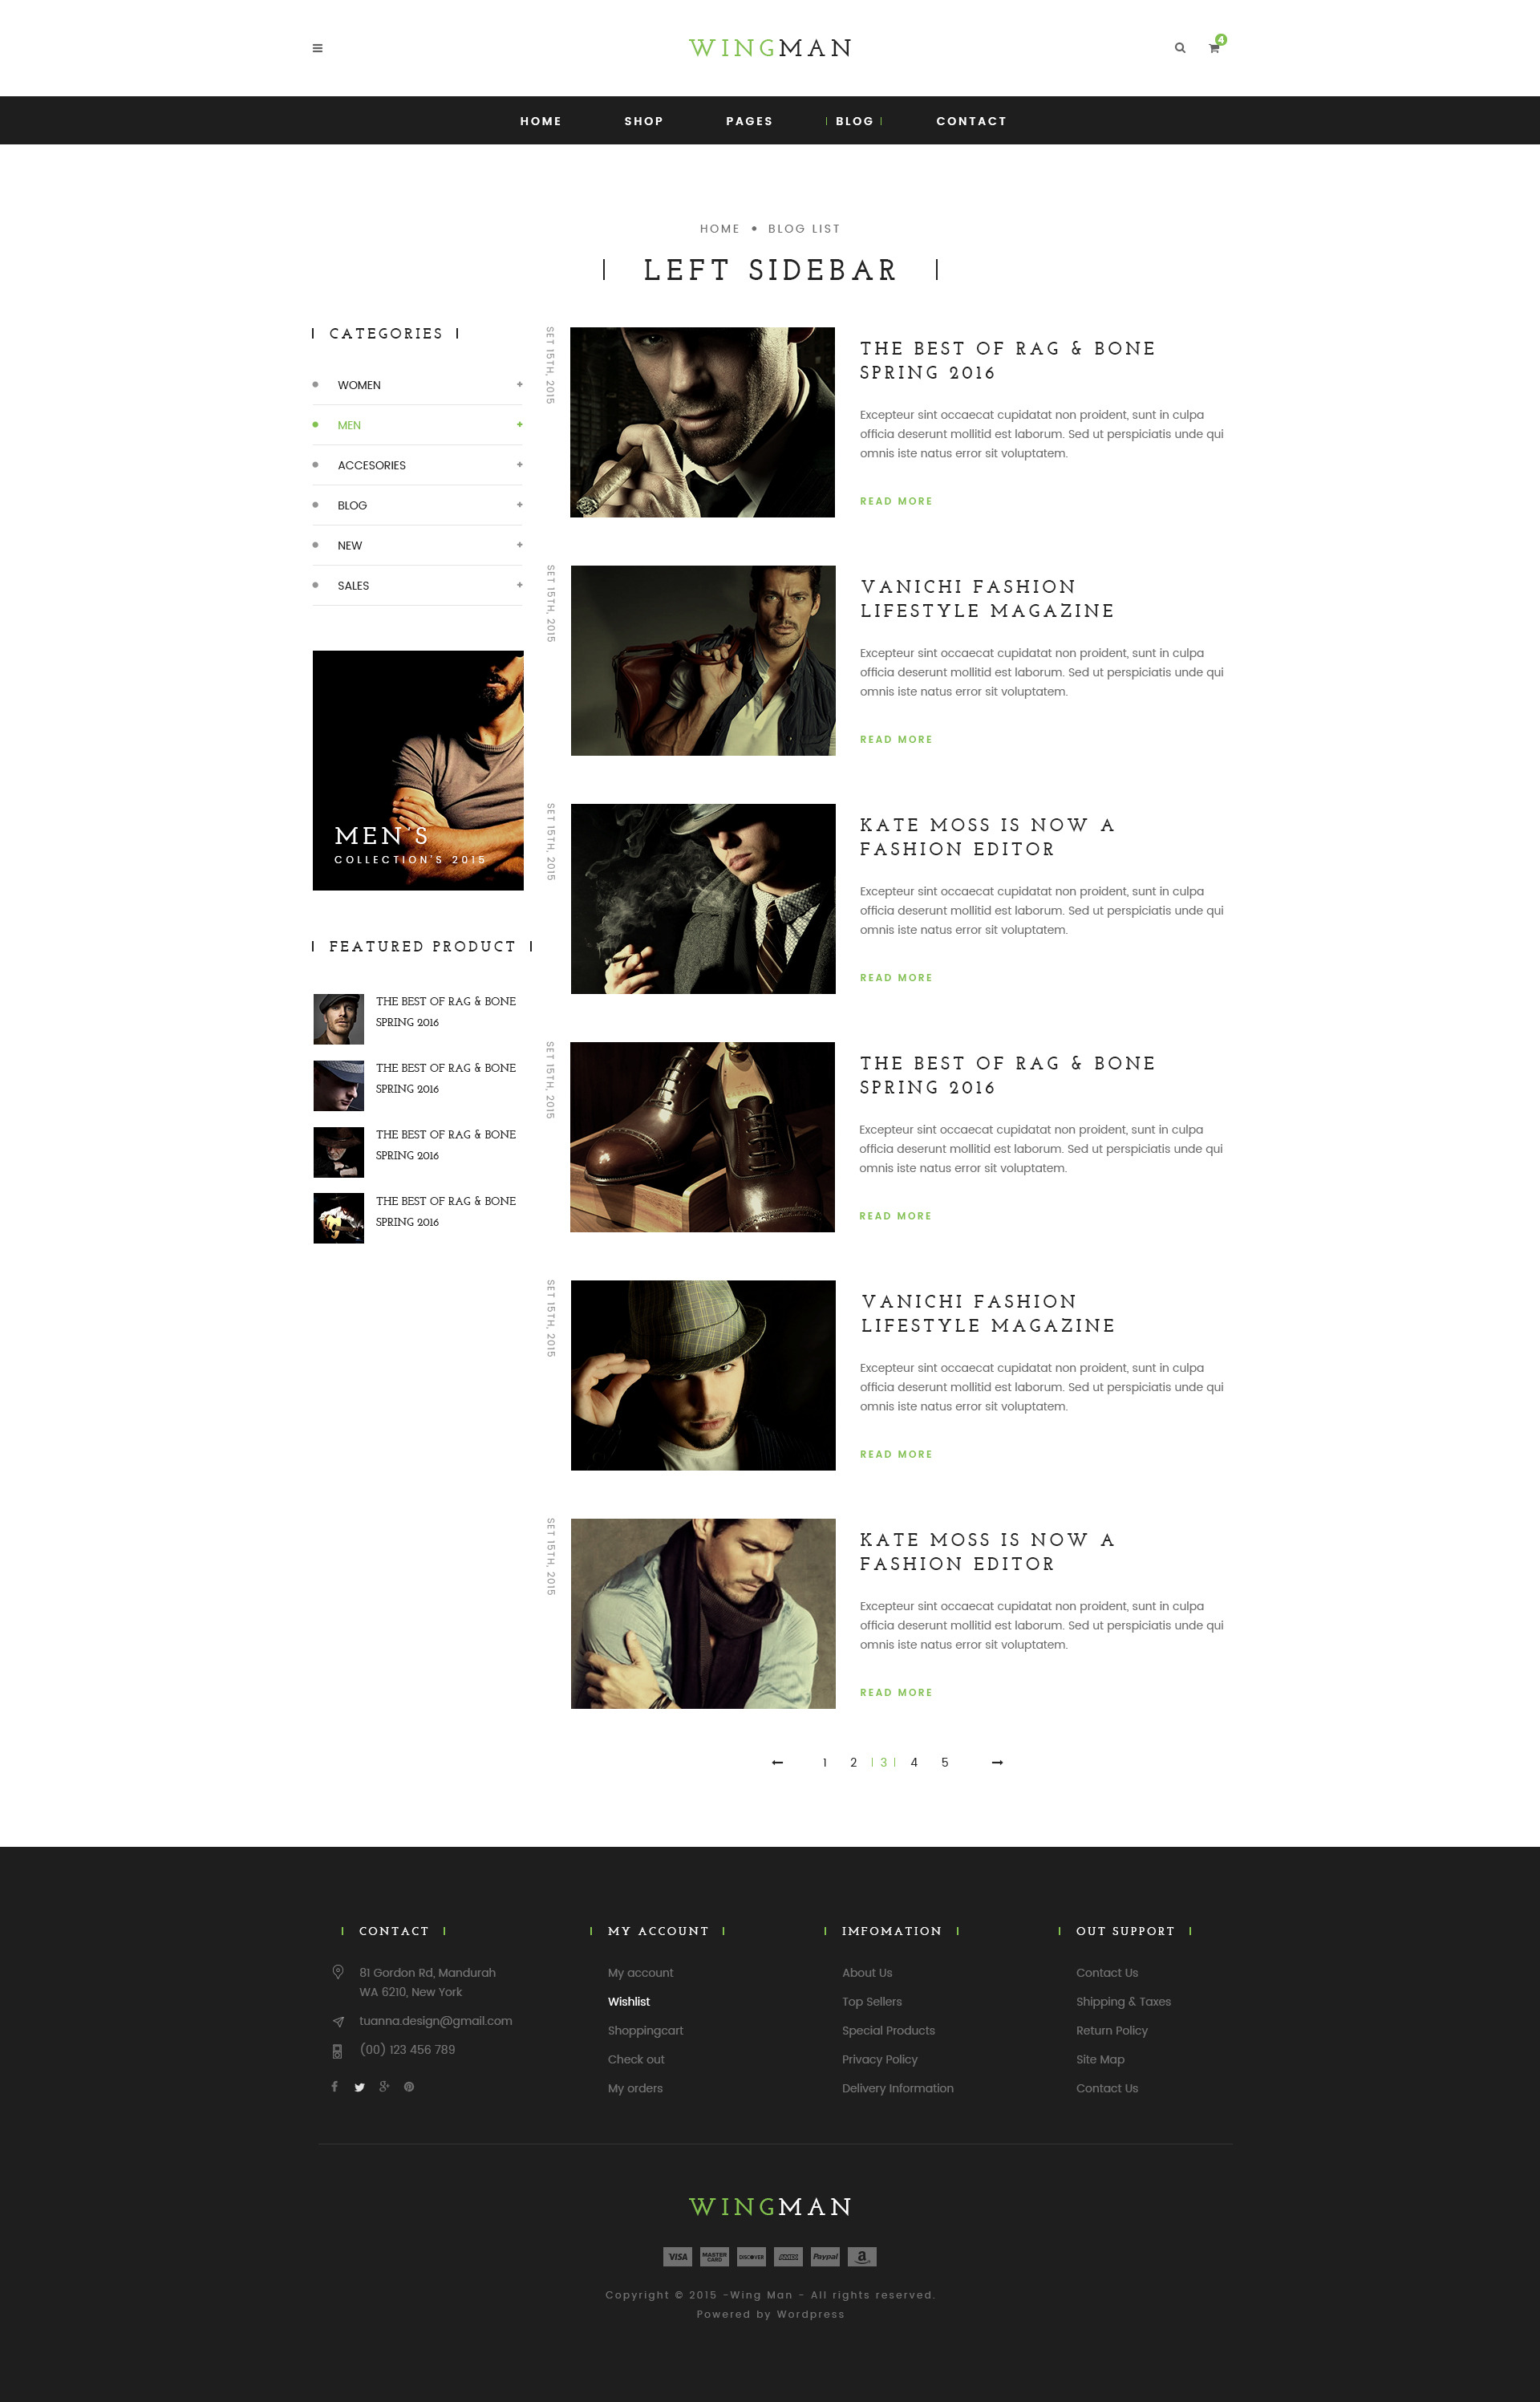 WINGMAN
4
HOME SHOP PAGES BLOG CONTACT
HOME • BLOG LIST
LEFT SIDEBAR
CATEGORIES
WOMEN +
MEN +
ACCESORIES +
BLOG +
NEW +
SALES +
MEN'S
COLLECTION'S 2015
FEATURED PRODUCT
THE BEST OF RAG & BONE
SPRING 2016
THE BEST OF RAG & BONE
SPRING 2016
THE BEST OF RAG & BONE
SPRING 2016
THE BEST OF RAG & BONE
SPRING 2016
SET 15TH, 2015
THE BEST OF RAG & BONE
SPRING 2016
Excepteur sint occaecat cupidatat non proident, sunt in culpa
officia deserunt mollitid est laborum. Sed ut perspiciatis unde qui
omnis iste natus error sit voluptatem.
READ MORE
SET 15TH, 2015
VANICHI FASHION
LIFESTYLE MAGAZINE
Excepteur sint occaecat cupidatat non proident, sunt in culpa
officia deserunt mollitid est laborum. Sed ut perspiciatis unde qui
omnis iste natus error sit voluptatem.
READ MORE
SET 15TH, 2015
KATE MOSS IS NOW A
FASHION EDITOR
Excepteur sint occaecat cupidatat non proident, sunt in culpa
officia deserunt mollitid est laborum. Sed ut perspiciatis unde qui
omnis iste natus error sit voluptatem.
READ MORE
SET 15TH, 2015
THE BEST OF RAG & BONE
SPRING 2016
Excepteur sint occaecat cupidatat non proident, sunt in culpa
officia deserunt mollitid est laborum. Sed ut perspiciatis unde qui
omnis iste natus error sit voluptatem.
READ MORE
SET 15TH, 2015
VANICHI FASHION
LIFESTYLE MAGAZINE
Excepteur sint occaecat cupidatat non proident, sunt in culpa
officia deserunt mollitid est laborum. Sed ut perspiciatis unde qui
omnis iste natus error sit voluptatem.
READ MORE
SET 15TH, 2015
KATE MOSS IS NOW A
FASHION EDITOR
Excepteur sint occaecat cupidatat non proident, sunt in culpa
officia deserunt mollitid est laborum. Sed ut perspiciatis unde qui
omnis iste natus error sit voluptatem.
READ MORE
1 2 3 4 5
CONTACT
81 Gordon Rd, Mandurah
WA 6210, New York
tuanna.design@gmail.com
(00) 123 456 789
MY ACCOUNT
My account
Wishlist
Shoppingcart
Check out
My orders
IMFOMATION
About Us
Top Sellers
Special Products
Privacy Policy
Delivery Information
OUT SUPPORT
Contact Us
Shipping & Taxes
Return Policy
Site Map
Contact Us
WINGMAN
VISA MASTER CARD DISCOVER Paypal a
Copyright © 2015 -Wing Man - All rights reserved.
Powered by Wordpress